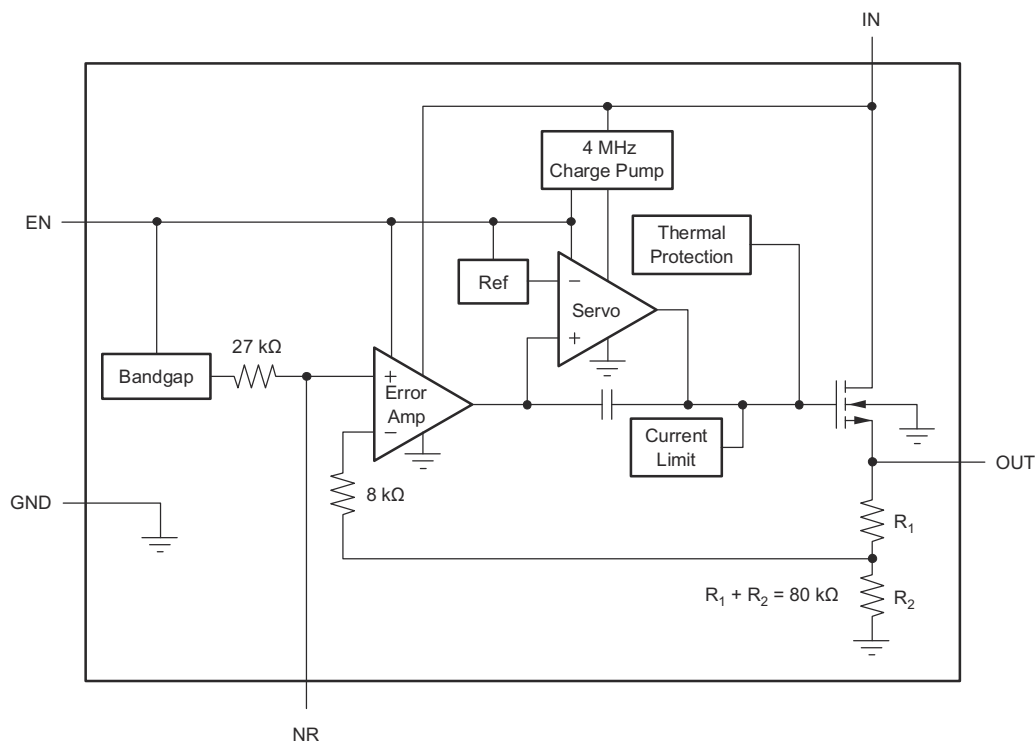 IN
4 MHz
Charge Pump
EN
Thermal
Protection
Ref
−
Servo
+
27 kΩ
Bandgap
+
Error
Amp
−
Current
Limit
OUT
8 kΩ
GND
R1
R1 + R2 = 80 kΩ
R2
NR